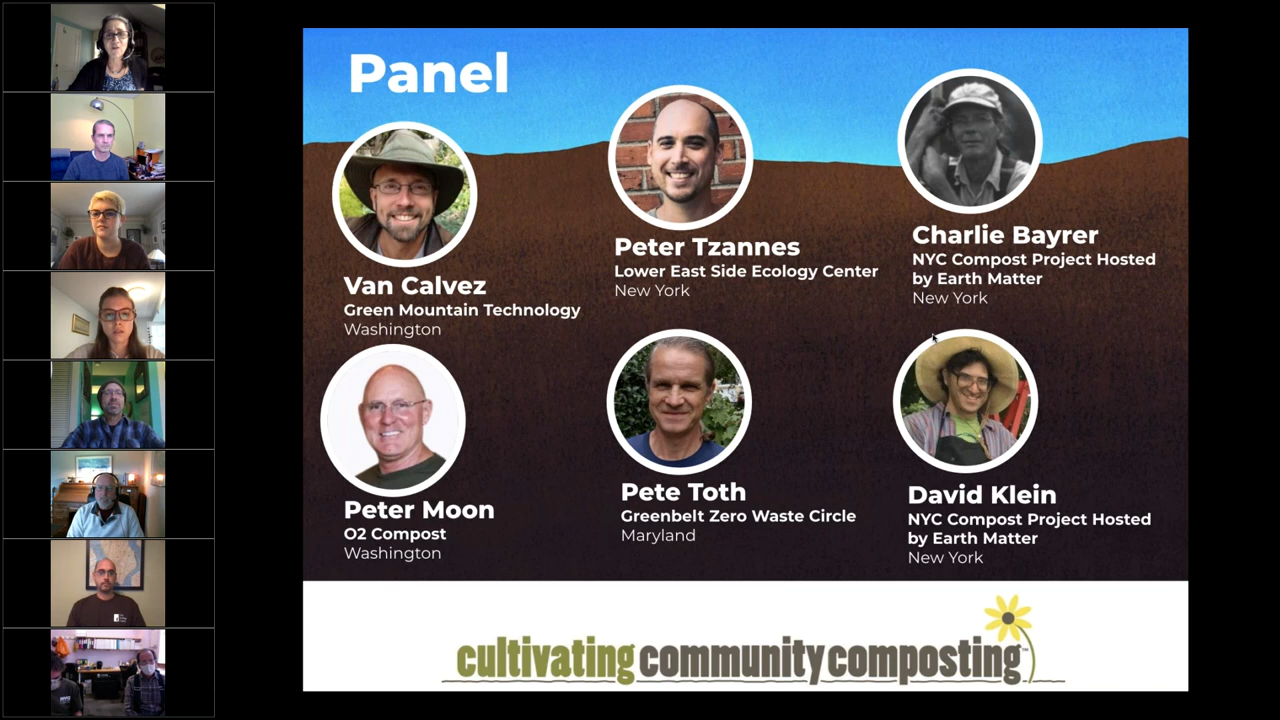 Panel
Van Calvez
Green Mountain Technology
Washington
Peter Tzannes
Lower East Side Ecology Center
New York
Charlie Bayrer
NYC Compost Project Hosted
by Earth Matter
New York
Peter Moon
O2 Compost
Washington
Pete Toth
Greenbelt Zero Waste Circle
Maryland
David Klein
NYC Compost Project Hosted
by Earth Matter
New York
cultivating community composting